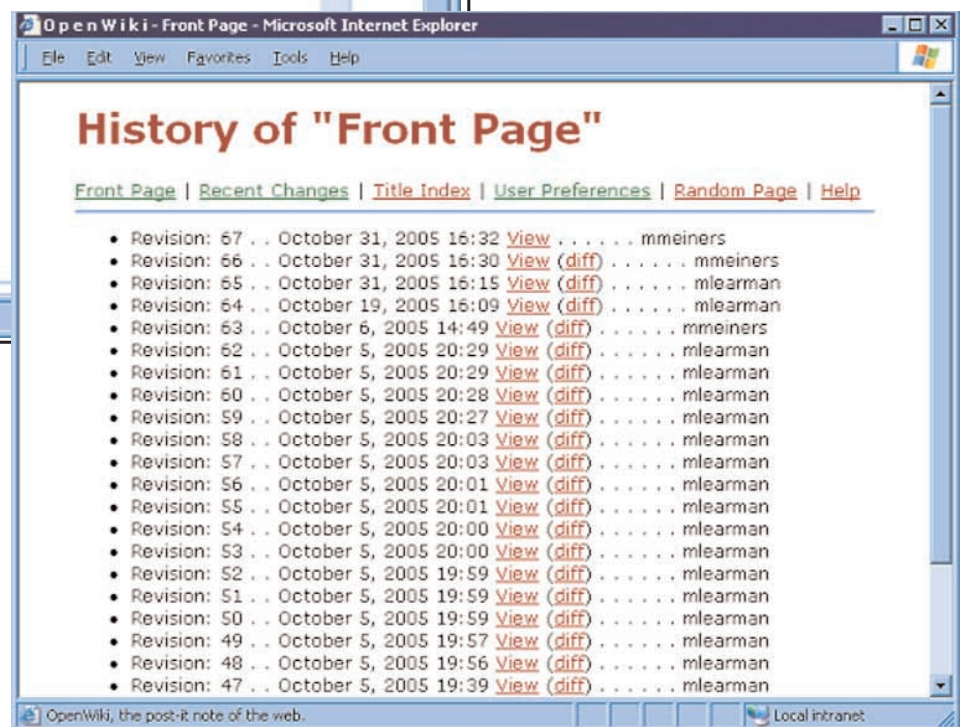 O p e n W i k i - Front Page - Microsoft Internet Explorer
File Edit View Favorites Tools Help
History of "Front Page"
Front Page | Recent Changes | Title Index | User Preferences | Random Page | Help
• Revision: 67 . . October 31, 2005 16:32 View . . . . . . mmeiners
• Revision: 66 . . October 31, 2005 16:30 View (diff) . . . . . . mmeiners
• Revision: 65 . . October 31, 2005 16:15 View (diff) . . . . . . mlearman
• Revision: 64 . . October 19, 2005 16:09 View (diff) . . . . . . mlearman
• Revision: 63 . . October 6, 2005 14:49 View (diff) . . . . . . mmeiners
• Revision: 62 . . October 5, 2005 20:29 View (diff) . . . . . . mlearman
• Revision: 61 . . October 5, 2005 20:29 View (diff) . . . . . . mlearman
• Revision: 60 . . October 5, 2005 20:28 View (diff) . . . . . . mlearman
• Revision: 59 . . October 5, 2005 20:27 View (diff) . . . . . . mlearman
• Revision: 58 . . October 5, 2005 20:03 View (diff) . . . . . . mlearman
• Revision: 57 . . October 5, 2005 20:03 View (diff) . . . . . . mlearman
• Revision: 56 . . October 5, 2005 20:01 View (diff) . . . . . . mlearman
• Revision: 55 . . October 5, 2005 20:01 View (diff) . . . . . . mlearman
• Revision: 54 . . October 5, 2005 20:00 View (diff) . . . . . . mlearman
• Revision: 53 . . October 5, 2005 20:00 View (diff) . . . . . . mlearman
• Revision: 52 . . October 5, 2005 19:59 View (diff) . . . . . . mlearman
• Revision: 51 . . October 5, 2005 19:59 View (diff) . . . . . . mlearman
• Revision: 50 . . October 5, 2005 19:59 View (diff) . . . . . . mlearman
• Revision: 49 . . October 5, 2005 19:57 View (diff) . . . . . . mlearman
• Revision: 48 . . October 5, 2005 19:56 View (diff) . . . . . . mlearman
• Revision: 47 . . October 5, 2005 19:39 View (diff) . . . . . . mlearman
OpenWiki, the post-it note of the web. Local intranet